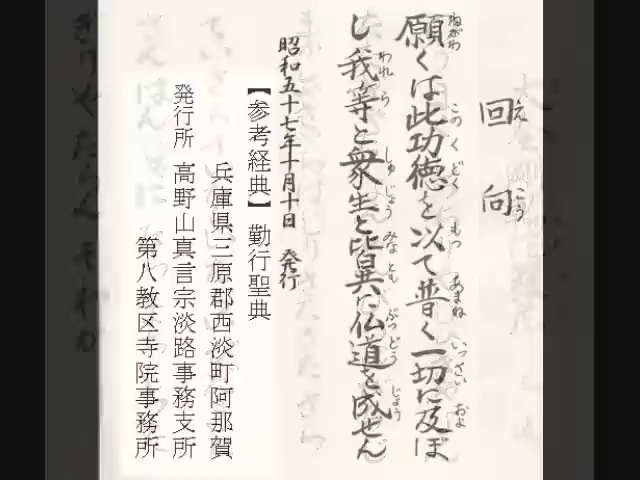 回向
願くは此功徳を以て普く一切に及ぼ
し我等と衆生と皆具に仏道を成せん
昭和五十七年十月十日 発行
【参考経典】 勤行聖典
兵庫県三原郡西淡町阿那賀
発行所 高野山真言宗淡路事務支所
第八教区寺院事務所